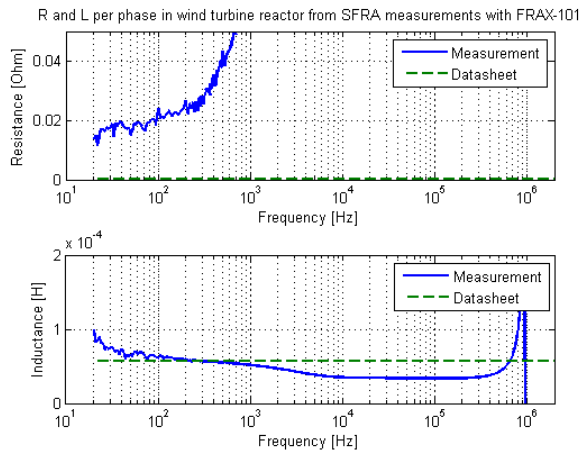 R and L per phase in wind turbine reactor from SFRA measurements with FRAX-101
0.04
0.02
0
Resistance [Ohm]
Measurement
Datasheet
10^1
10^2
10^3
10^4
10^5
10^6
Frequency [Hz]
x 10^-4
2
1
0
Inductance [H]
Measurement
Datasheet
10^1
10^2
10^3
10^4
10^5
10^6
Frequency [Hz]